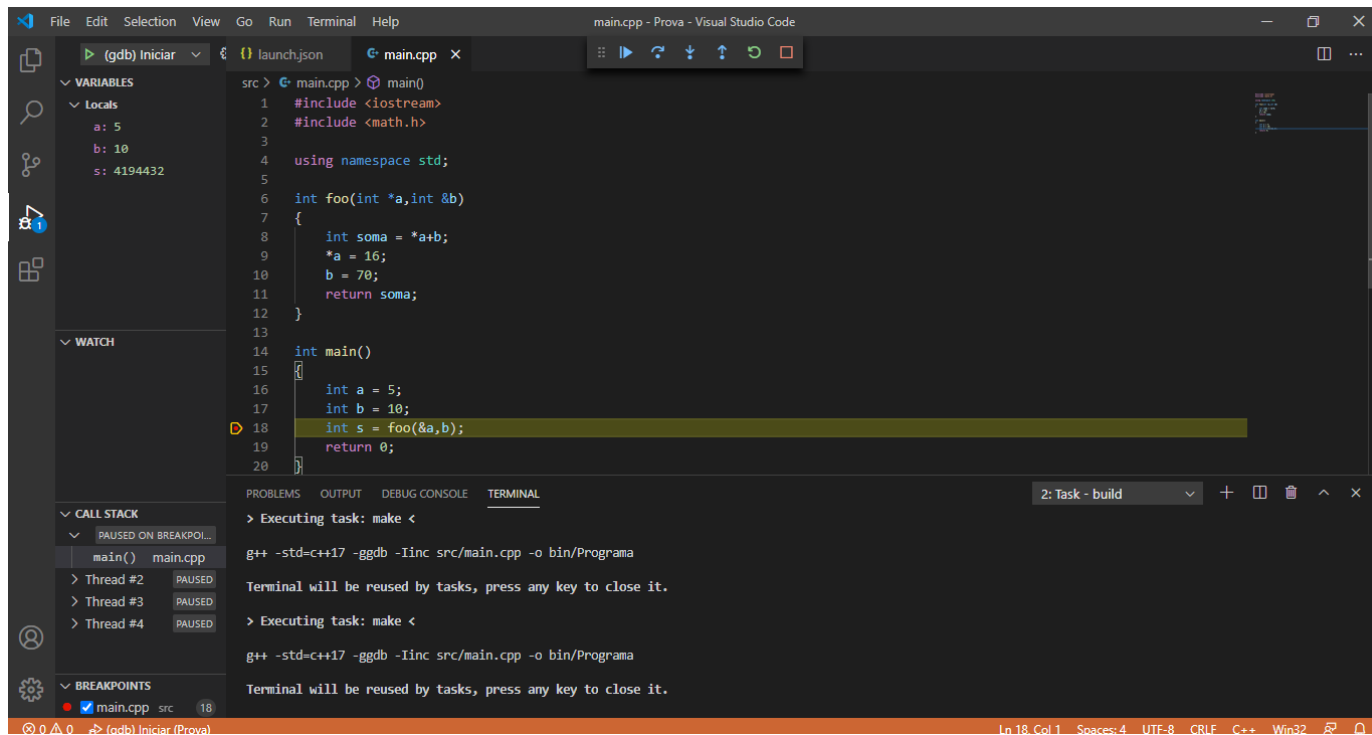 File Edit Selection View Go Run Terminal Help main.cpp - Prova - Visual Studio Code
(gdb) Iniciar
{} launch.json main.cpp
VARIABLES
Locals
a: 5
b: 10
s: 4194432
WATCH
CALL STACK
PAUSED ON BREAKPOI...
main() main.cpp
Thread #2 PAUSED
Thread #3 PAUSED
Thread #4 PAUSED
BREAKPOINTS
main.cpp src 18
1
src > main.cpp > main()
1 #include <iostream>
2 #include <math.h>
3
4 using namespace std;
5
6 int foo(int *a,int &b)
7 {
8 int soma = *a+b;
9 *a = 16;
10 b = 70;
11 return soma;
12 }
13
14 int main()
15 {
16 int a = 5;
17 int b = 10;
18 int s = foo(&a,b);
19 return 0;
20 }
PROBLEMS OUTPUT DEBUG CONSOLE TERMINAL 2: Task - build
> Executing task: make <
g++ -std=c++17 -ggdb -Iinc src/main.cpp -o bin/Programa
Terminal will be reused by tasks, press any key to close it.
> Executing task: make <
g++ -std=c++17 -ggdb -Iinc src/main.cpp -o bin/Programa
Terminal will be reused by tasks, press any key to close it.
0 0 (gdb) Iniciar (Prova) Ln 18, Col 1 Spaces: 4 UTF-8 CRLF C++ Win32